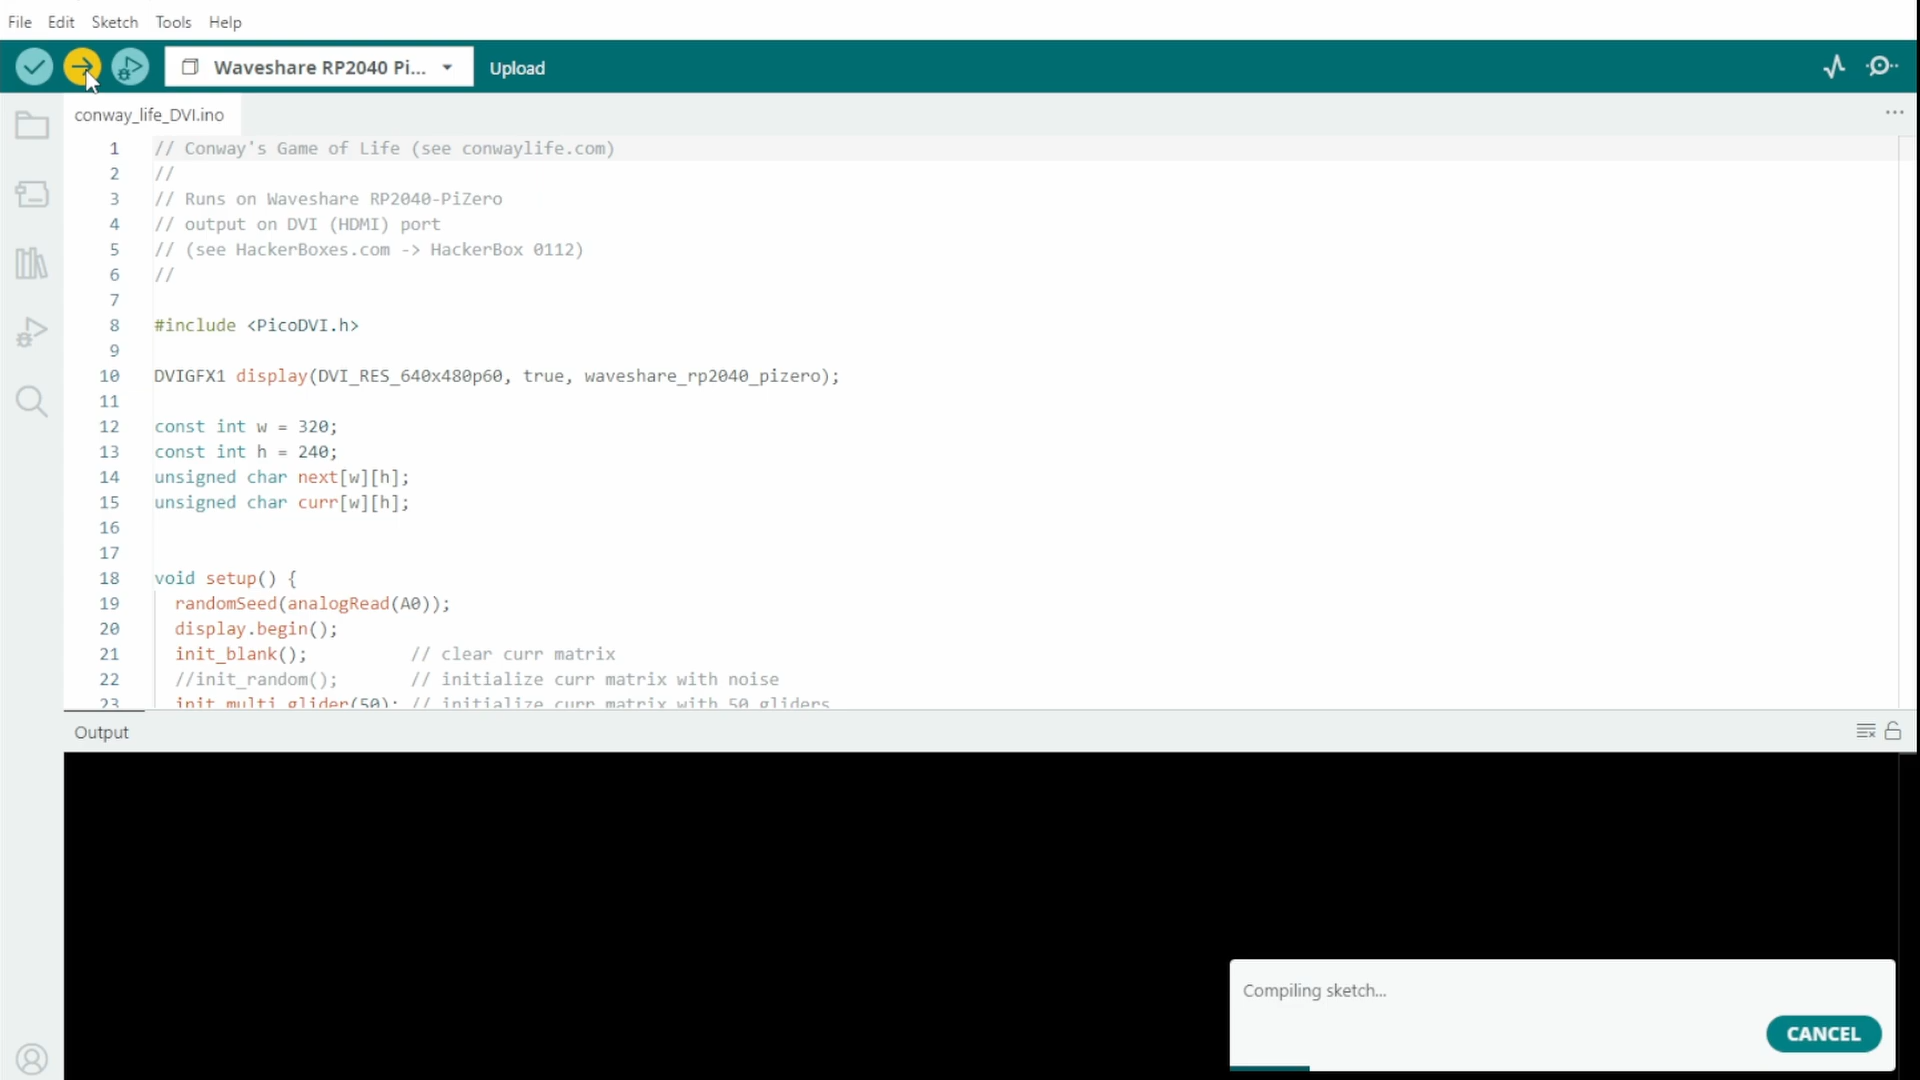 File Edit Sketch Tools Help
Waveshare RP2040 Pi... Upload
conway_life_DVI.ino
1 // Conway's Game of Life (see conwaylife.com)
2 //
3 // Runs on Waveshare RP2040-PiZero
4 // output on DVI (HDMI) port
5 // (see HackerBoxes.com -> HackerBox 0112)
6 //
7
8 #include <PicoDVI.h>
9
10 DVIGFX1 display(DVI_RES_640x480p60, true, waveshare_rp2040_pizero);
11
12 const int w = 320;
13 const int h = 240;
14 unsigned char next[w][h];
15 unsigned char curr[w][h];
16
17
18 void setup() {
19 randomSeed(analogRead(A0));
20 display.begin();
21 init_blank(); // clear curr matrix
22 //init_random(); // initialize curr matrix with noise
23 init_multi_glider(50); // initialize curr matrix with 50 gliders
Output
Compiling sketch...
CANCEL